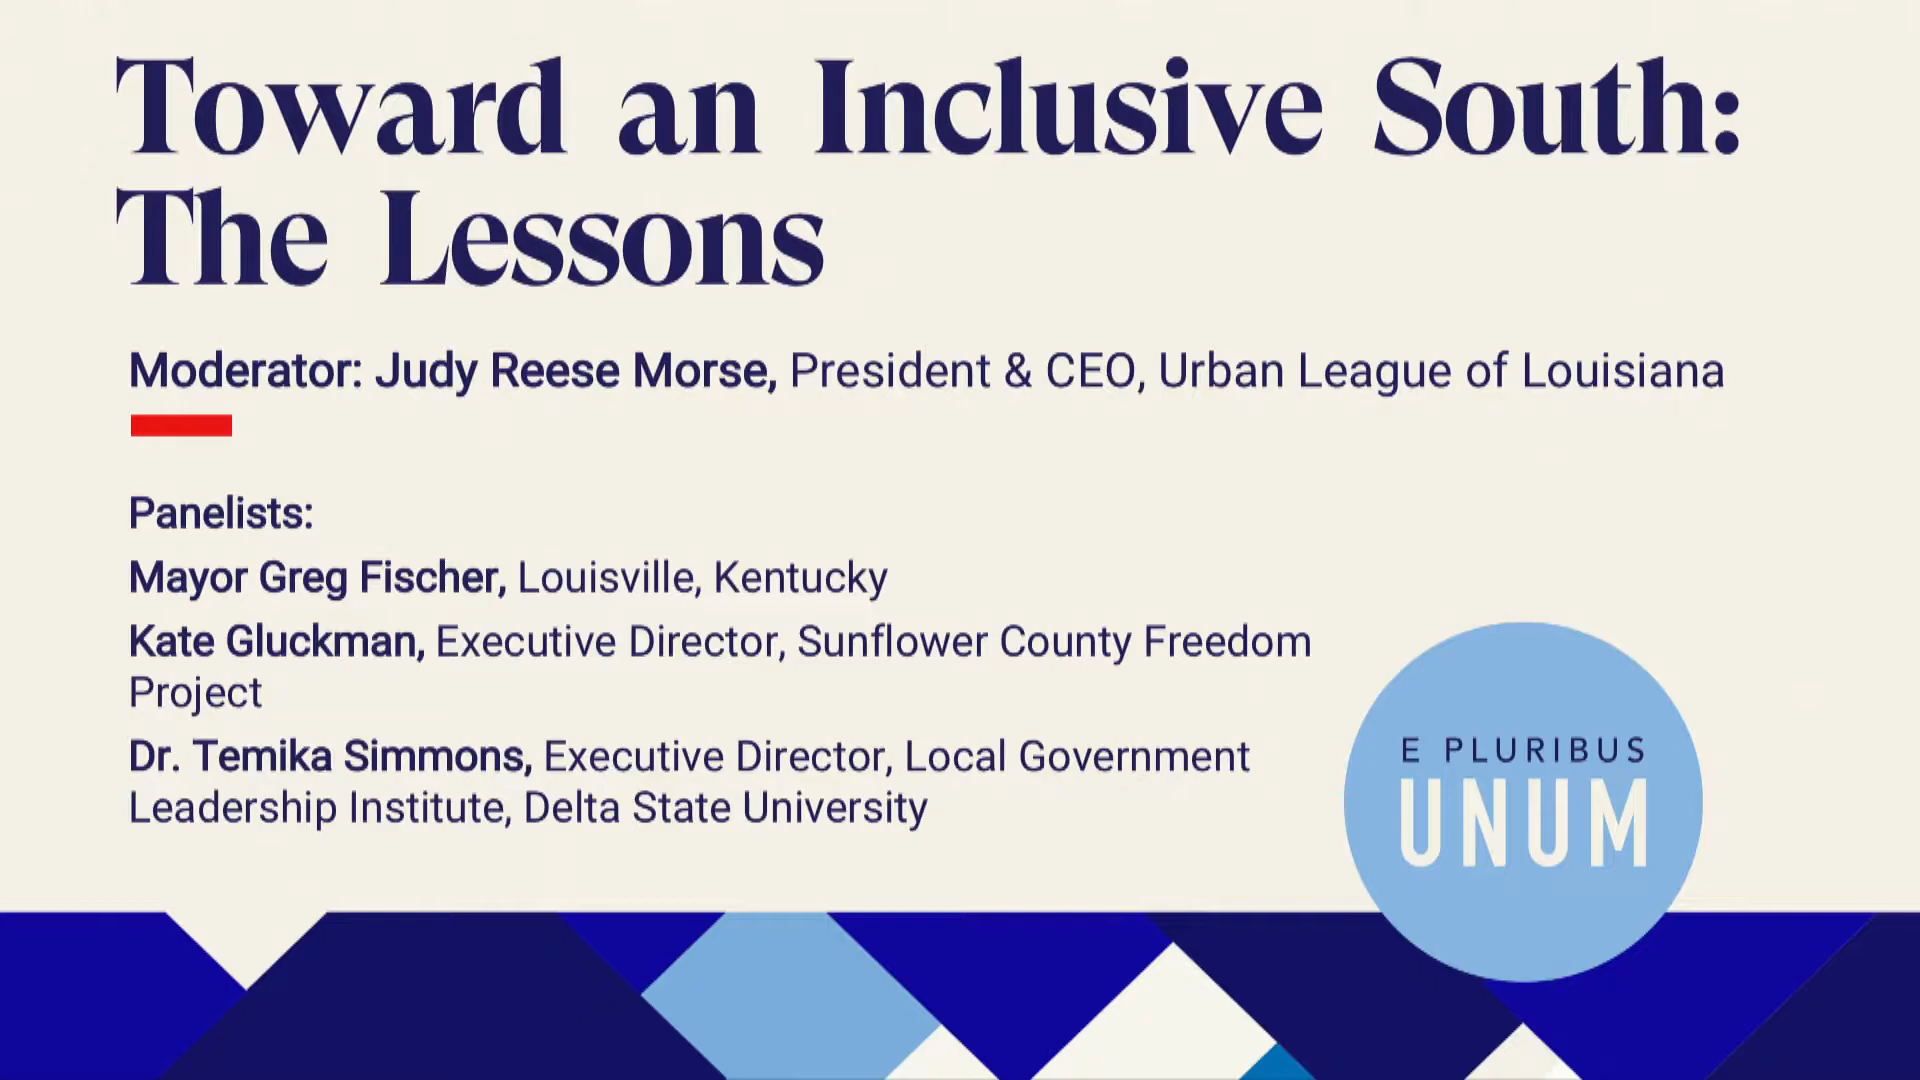 Toward an Inclusive South:
The Lessons
Moderator: Judy Reese Morse, President & CEO, Urban League of Louisiana
Panelists:
Mayor Greg Fischer, Louisville, Kentucky
Kate Gluckman, Executive Director, Sunflower County Freedom
Project
Dr. Temika Simmons, Executive Director, Local Government
Leadership Institute, Delta State University
E PLURIBUS
UNUM